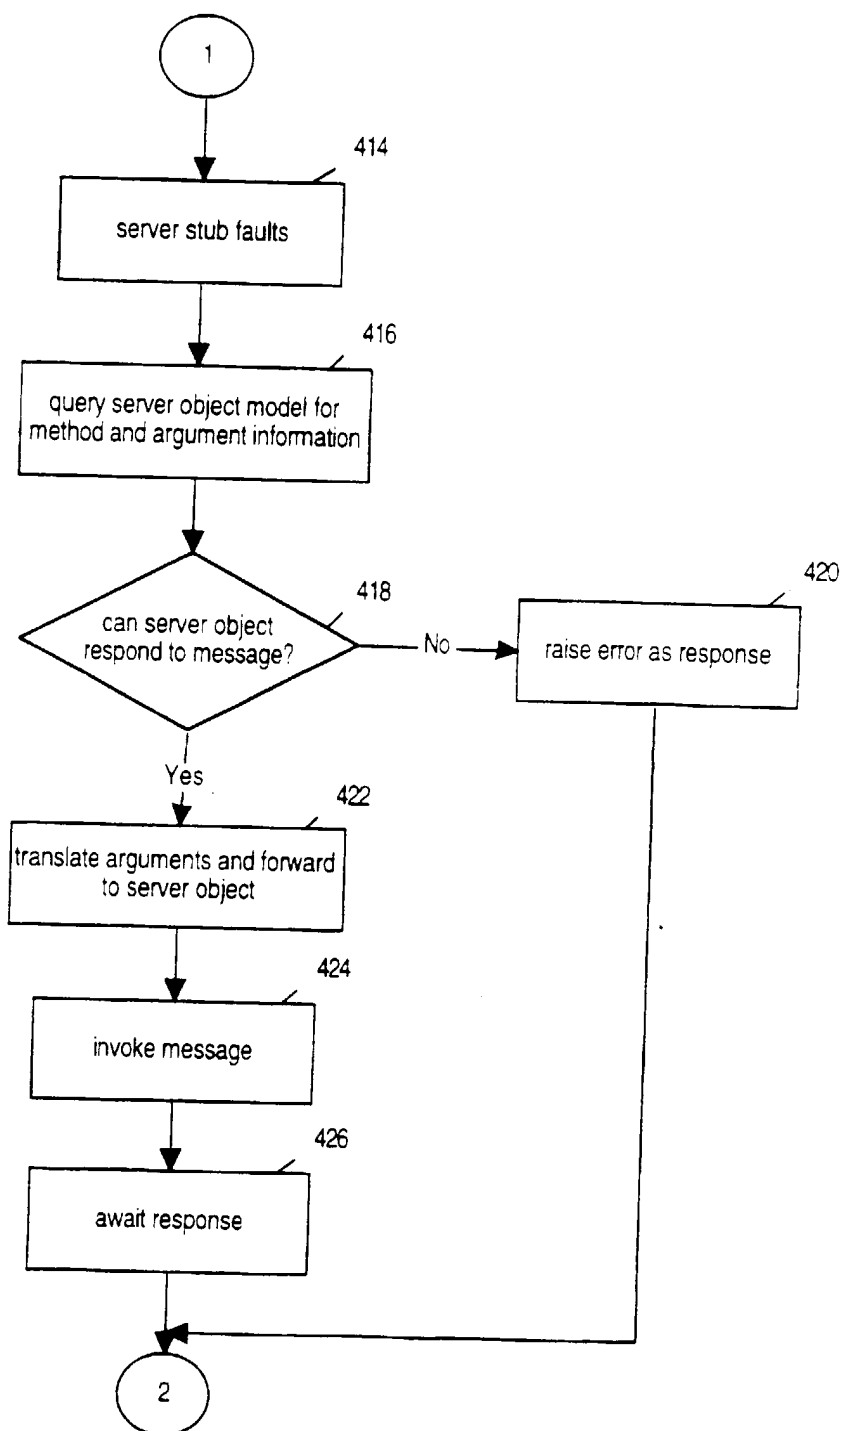 1
414
server stub faults
416
query server object model for
method and argument information
418
can server object
respond to message?
No
420
raise error as response
Yes
422
translate arguments and forward
to server object
424
invoke message
426
await response
2